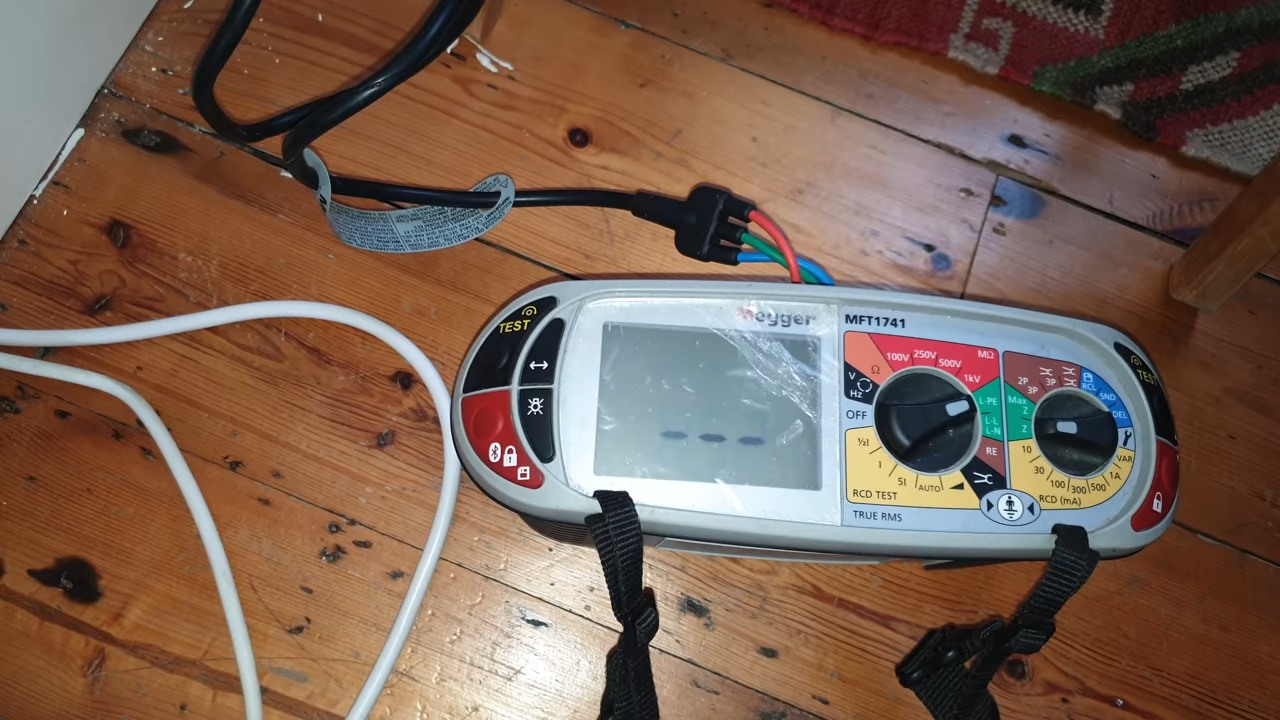 Megger
MFT1741
TEST
V
Hz
Ω
100V
250V
500V
MΩ
1kV
OFF
L-PE
L-L
L-N
RE
½I
I
5I
AUTO
RCD TEST
TRUE RMS
2P
3P
3P
RCL
SND
DEL
Max
Z
Z
10
30
100
300
500
1A
VAR
RCD (mA)
TEST